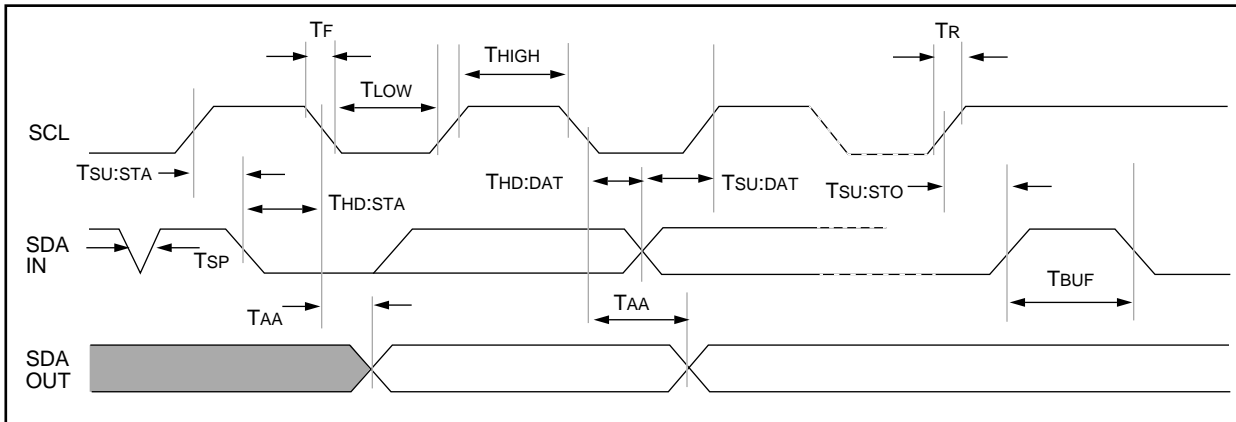 TF
TR
THIGH
TLOW
SCL
TSU:STA
THD:DAT
TSU:DAT
TSU:STO
THD:STA
SDA
IN
TSP
TBUF
TAA
TAA
SDA
OUT